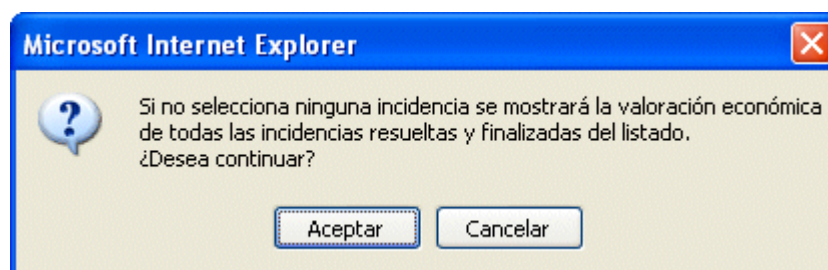 Microsoft Internet Explorer
Si no selecciona ninguna incidencia se mostrará la valoración económica
de todas las incidencias resueltas y finalizadas del listado.
¿Desea continuar?
Aceptar
Cancelar